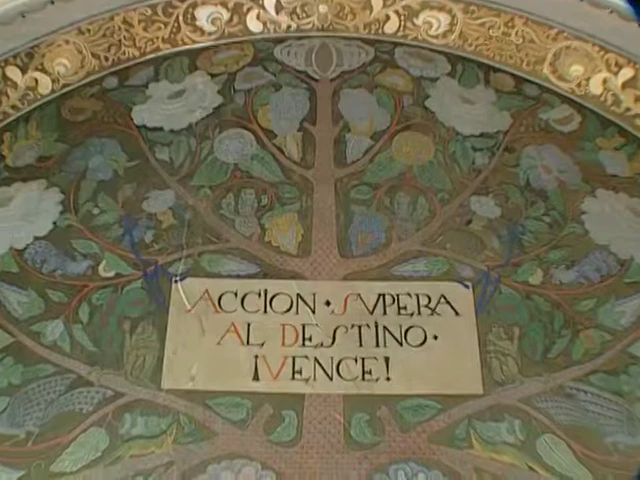 ACCION · SVPERA
AL DESTINO ·
¡VENCE!